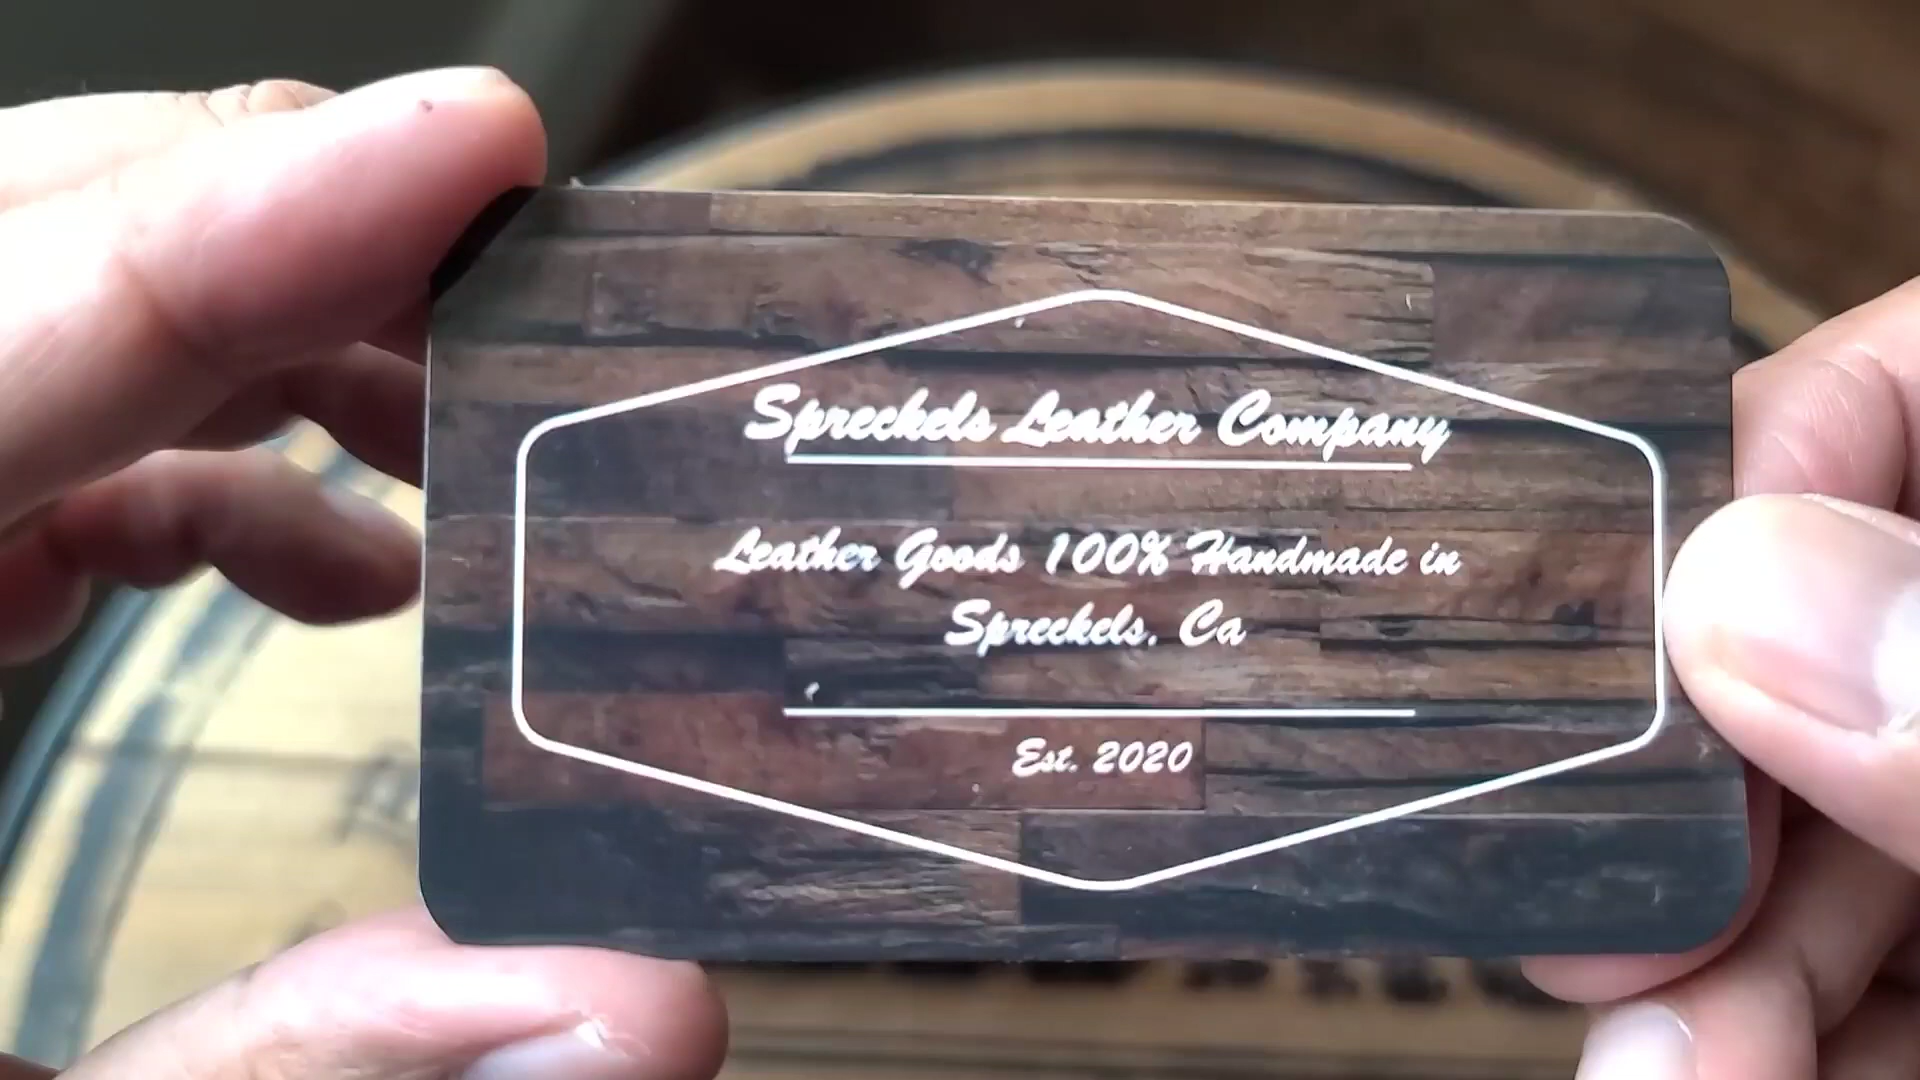 Spreckels Leather Company
Leather Goods 100% Handmade in
Spreckels, Ca
Est. 2020